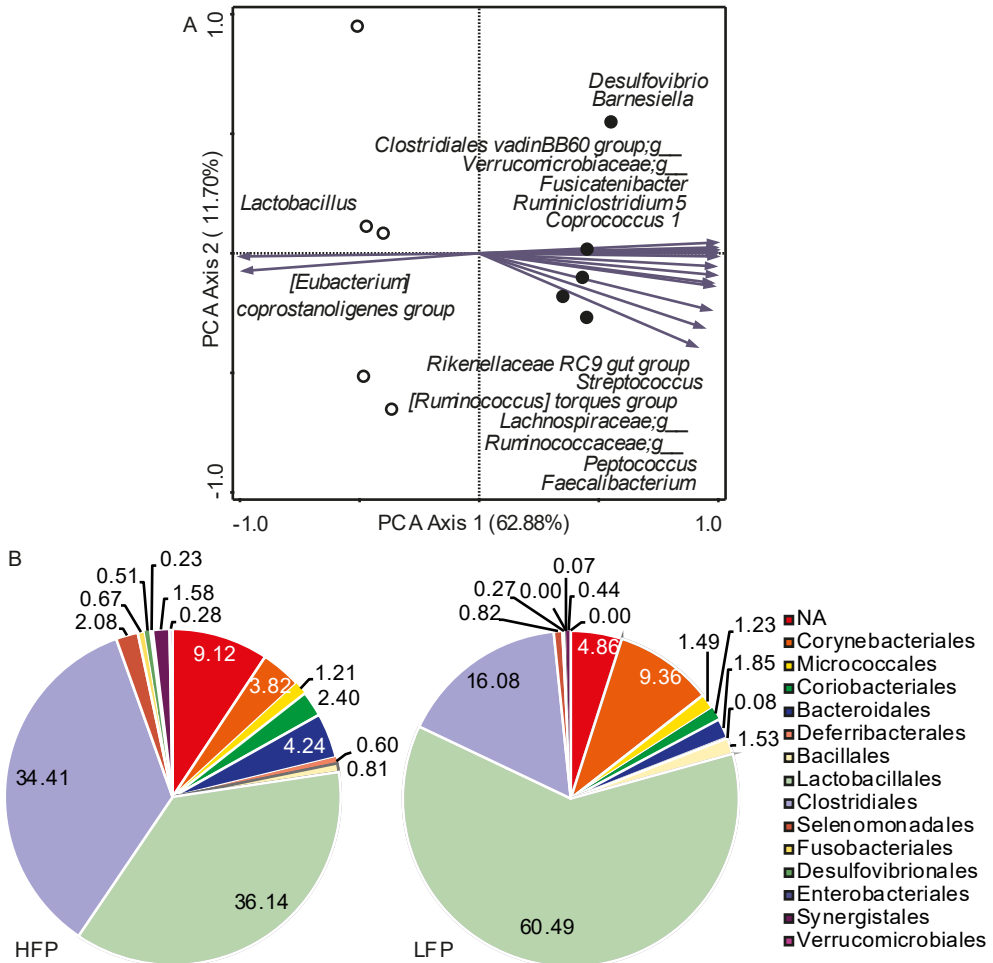 A
1.0
Desulfovibrio
Barnesiella
Clostridiales vadinBB60 group;g__
Verrucomicrobiaceae;g__
Fusicatenibacter
Ruminiclostridium 5
Coprococcus 1
Lactobacillus
[Eubacterium]
coprostanoligenes group
Rikenellaceae RC9 gut group
Streptococcus
[Ruminococcus] torques group
Lachnospiraceae;g__
Ruminococcaceae;g__
Peptococcus
Faecalibacterium
PCA Axis 2 ( 11.70%)
-1.0
-1.0
PCA Axis 1 (62.88%)
1.0
B
0.23
0.51
0.67
1.58
2.08
0.28
9.12
3.82
1.21
2.40
4.24
0.60
0.81
34.41
36.14
HFP
0.07
0.27
0.00
0.44
0.82
0.00
4.86
9.36
1.49
1.23
1.85
0.08
1.53
16.08
60.49
LFP
NA
Corynebacteriales
Micrococcales
Coriobacteriales
Bacteroidales
Deferribacterales
Bacillales
Lactobacillales
Clostridiales
Selenomonadales
Fusobacteriales
Desulfovibrionales
Enterobacteriales
Synergistales
Verrucomicrobiales